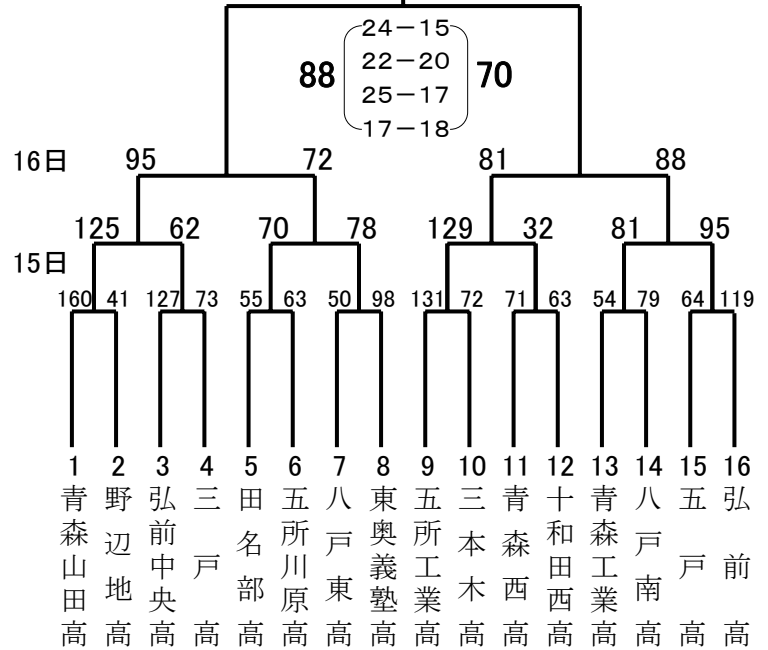 24－15
88 22－20 70
25－17
17－18
16日 95 72 81 88
125 62 70 78 129 32 81 95
15日
160 41 127 73 55 63 50 98 131 72 71 63 54 79 64 119
1 2 3 4 5 6 7 8 9 10 11 12 13 14 15 16
青森山田高
野辺地高
弘前中央高
三戸高
田名部高
五所川原高
八戸東高
東奥義塾高
五所工業高
三本木高
青森西高
十和田西高
青森工業高
八戸南高
五戸高
弘前高